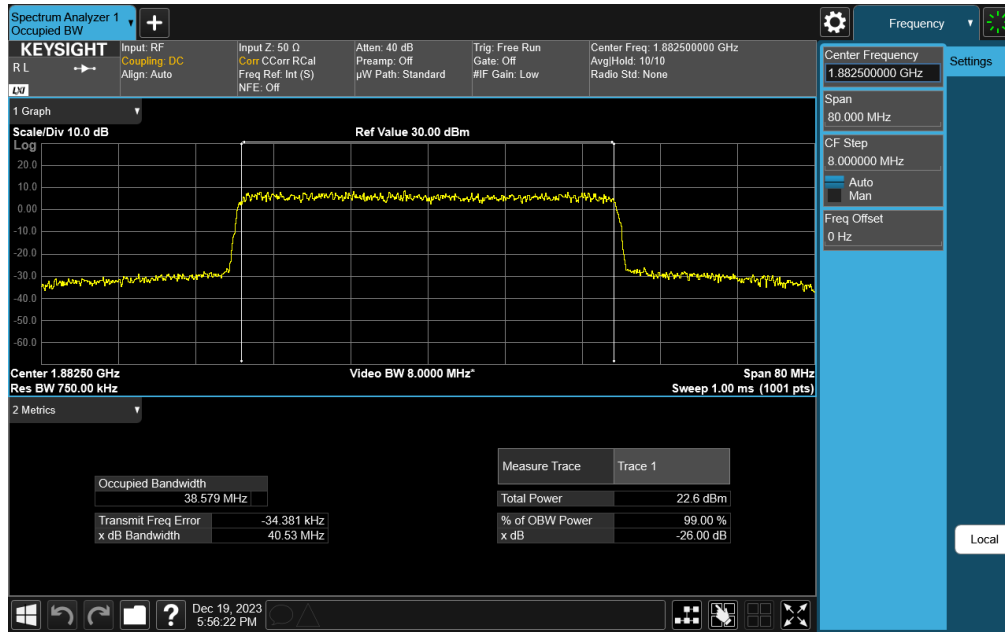 Spectrum Analyzer 1
Occupied BW
Frequency
KEYSIGHT
R L
LXI
Input: RF
Coupling: DC
Align: Auto
Input Z: 50 Ω
Corr CCorr RCal
Freq Ref: Int (S)
NFE: Off
Atten: 40 dB
Preamp: Off
µW Path: Standard
Trig: Free Run
Gate: Off
#IF Gain: Low
Center Freq: 1.882500000 GHz
Avg|Hold: 10/10
Radio Std: None
Center Frequency
1.882500000 GHz
Settings
Span
80.000 MHz
CF Step
8.000000 MHz
Auto
Man
Freq Offset
0 Hz
1 Graph
Scale/Div 10.0 dB
Ref Value 30.00 dBm
Log
20.0
10.0
0.00
-10.0
-20.0
-30.0
-40.0
-50.0
-60.0
Center 1.88250 GHz
Video BW 8.0000 MHz*
Span 80 MHz
Res BW 750.00 kHz
Sweep 1.00 ms (1001 pts)
2 Metrics
Measure Trace Trace 1
Occupied Bandwidth
38.579 MHz
Total Power 22.6 dBm
Transmit Freq Error -34.381 kHz
% of OBW Power 99.00 %
x dB Bandwidth 40.53 MHz
x dB -26.00 dB
Local
?
Dec 19, 2023
5:56:22 PM